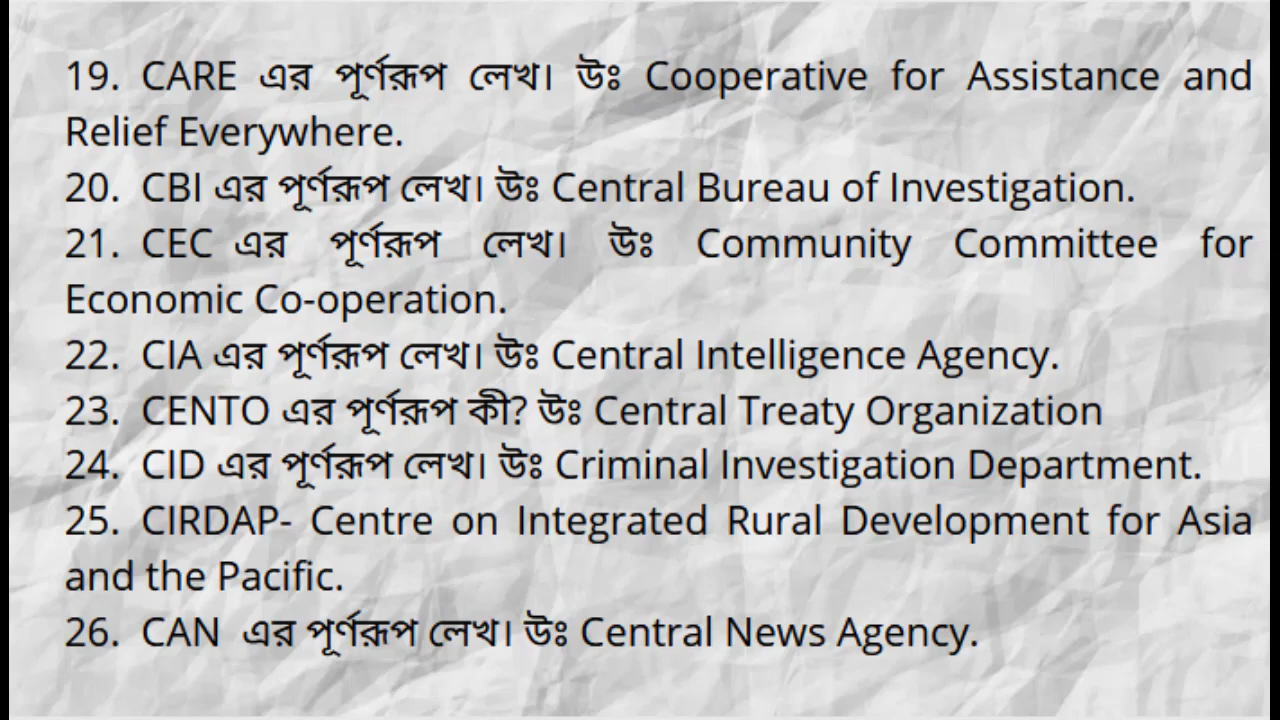 19. CARE এর পূর্ণরূপ লেখ। উঃ Cooperative for Assistance and
Relief Everywhere.
20. CBI এর পূর্ণরূপ লেখ। উঃ Central Bureau of Investigation.
21. CEC এর পূর্ণরূপ লেখ। উঃ Community Committee for
Economic Co-operation.
22. CIA এর পূর্ণরূপ লেখ। উঃ Central Intelligence Agency.
23. CENTO এর পূর্ণরূপ কী? উঃ Central Treaty Organization
24. CID এর পূর্ণরূপ লেখ। উঃ Criminal Investigation Department.
25. CIRDAP- Centre on Integrated Rural Development for Asia
and the Pacific.
26. CAN এর পূর্ণরূপ লেখ। উঃ Central News Agency.